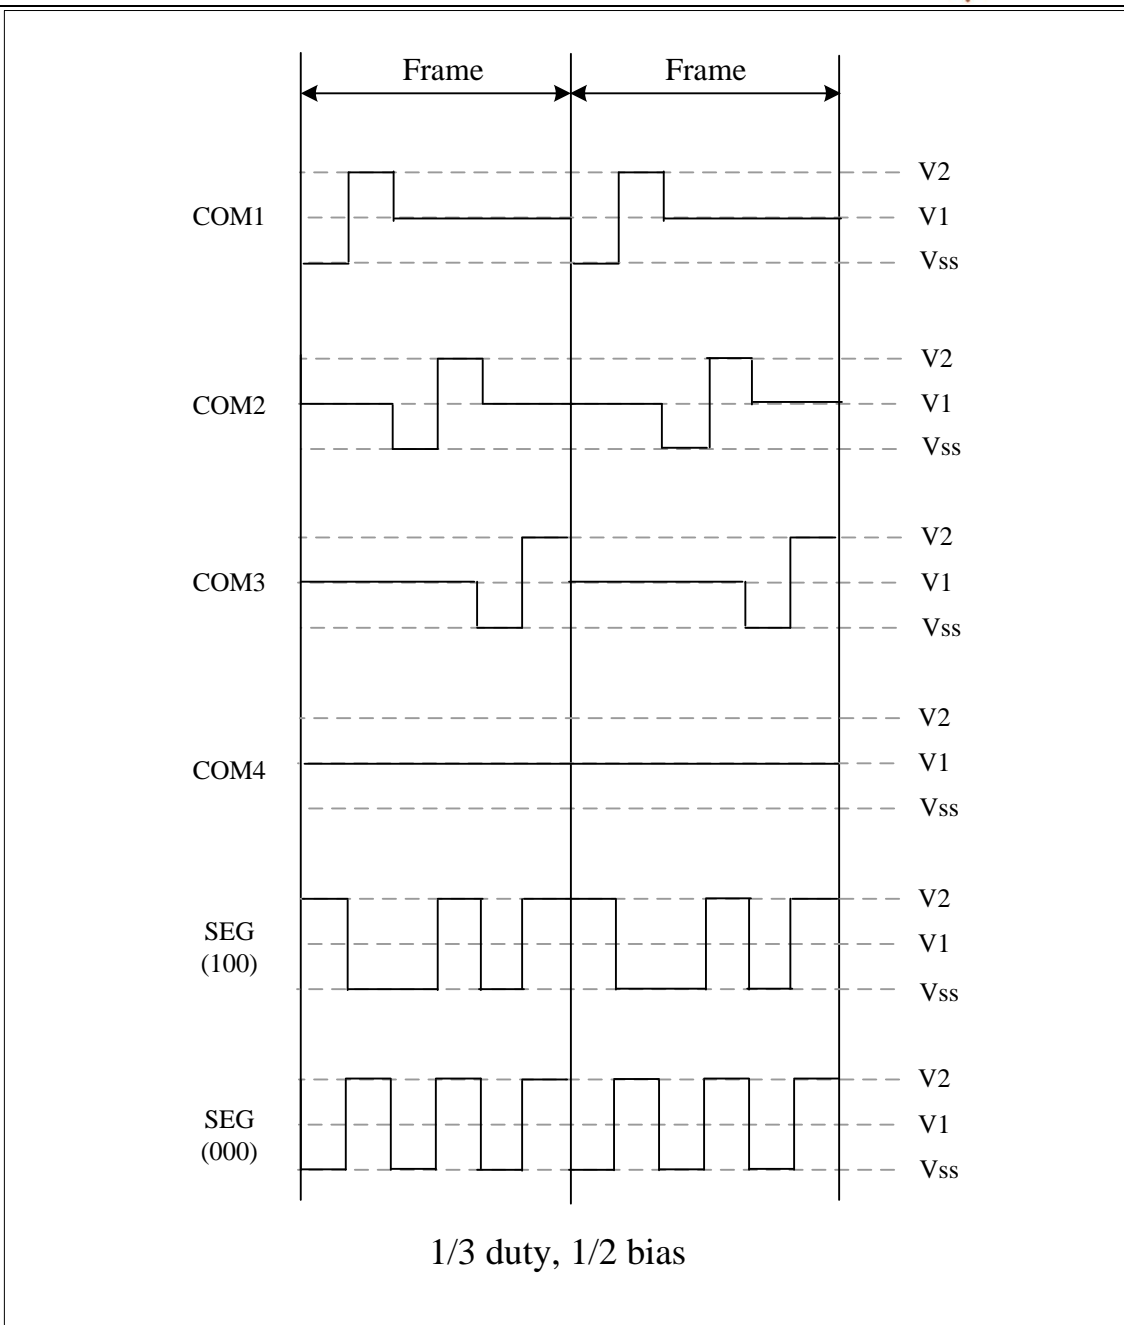 Frame Frame
V2
COM1 V1
Vss
V2
COM2 V1
Vss
V2
COM3 V1
Vss
V2
COM4 V1
Vss
V2
SEG V1
(100)
Vss
V2
SEG V1
(000) Vss
1/3 duty, 1/2 bias